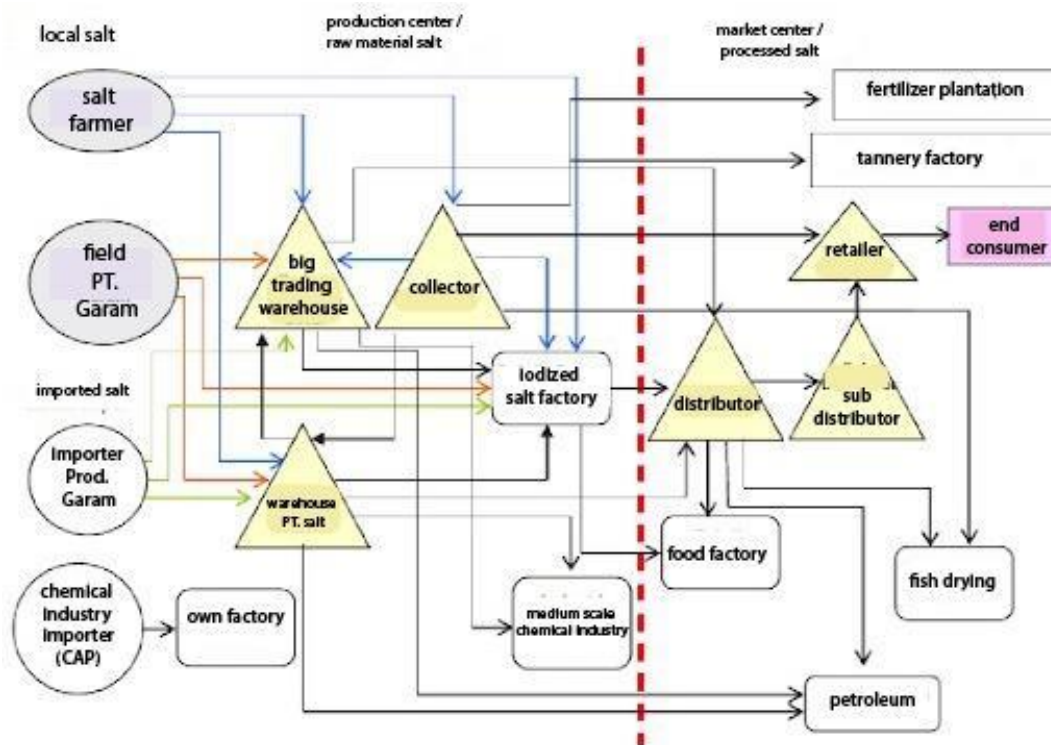 local salt
production center /
raw material salt
market center /
processed salt
salt
farmer
fertilizer plantation
tannery factory
field
PT.
Garam
big
trading
warehouse
collector
retailer
end
consumer
imported salt
iodized
salt factory
distributor
sub
distributor
importer
Prod.
Garam
warehouse
PT. salt
food factory
fish drying
chemical
industry
importer
(CAP)
own factory
medium scale
chemical industry
petroleum